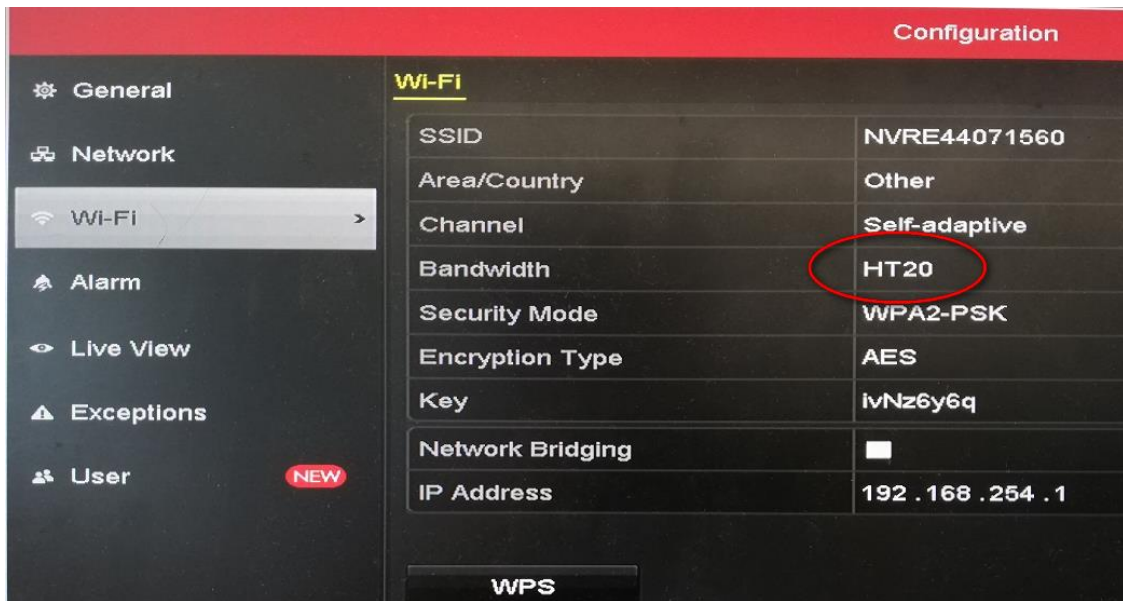 Configuration
General
Network
Wi-Fi
Alarm
Live View
Exceptions
User NEW
Wi-Fi
SSID NVRE44071560
Area/Country Other
Channel Self-adaptive
Bandwidth HT20
Security Mode WPA2-PSK
Encryption Type AES
Key ivNz6y6q
Network Bridging
IP Address 192 . 168 . 254 . 1
WPS